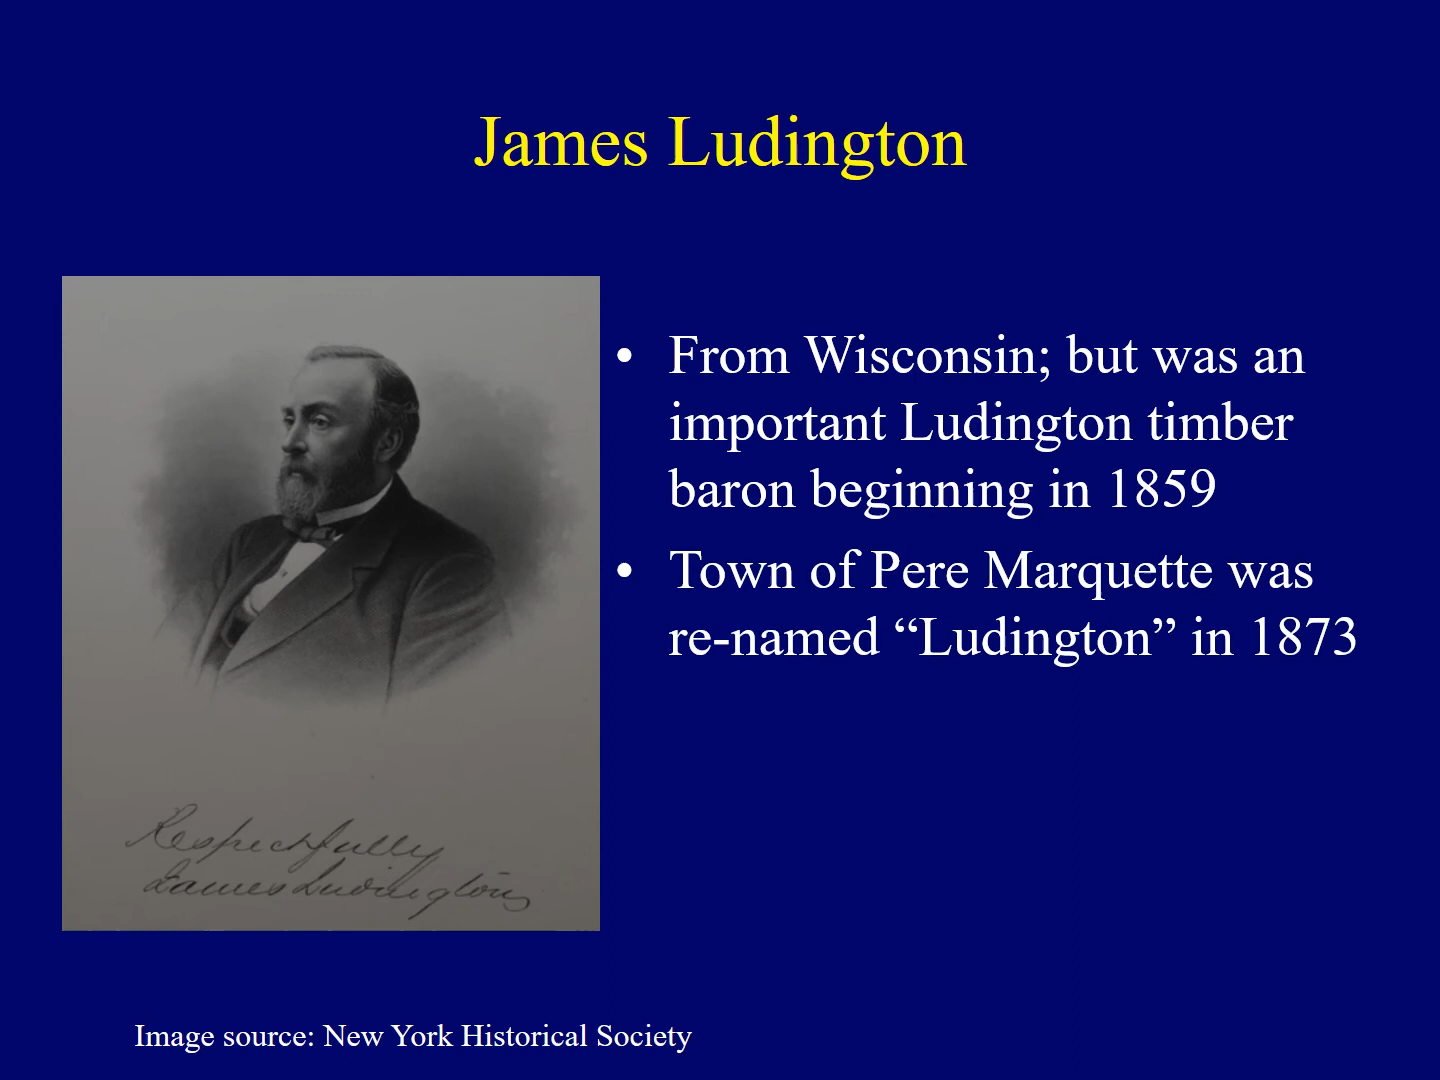 James Ludington
• From Wisconsin; but was an
important Ludington timber
baron beginning in 1859
• Town of Pere Marquette was
re-named “Ludington” in 1873
Respectfully
James Ludington
Image source: New York Historical Society